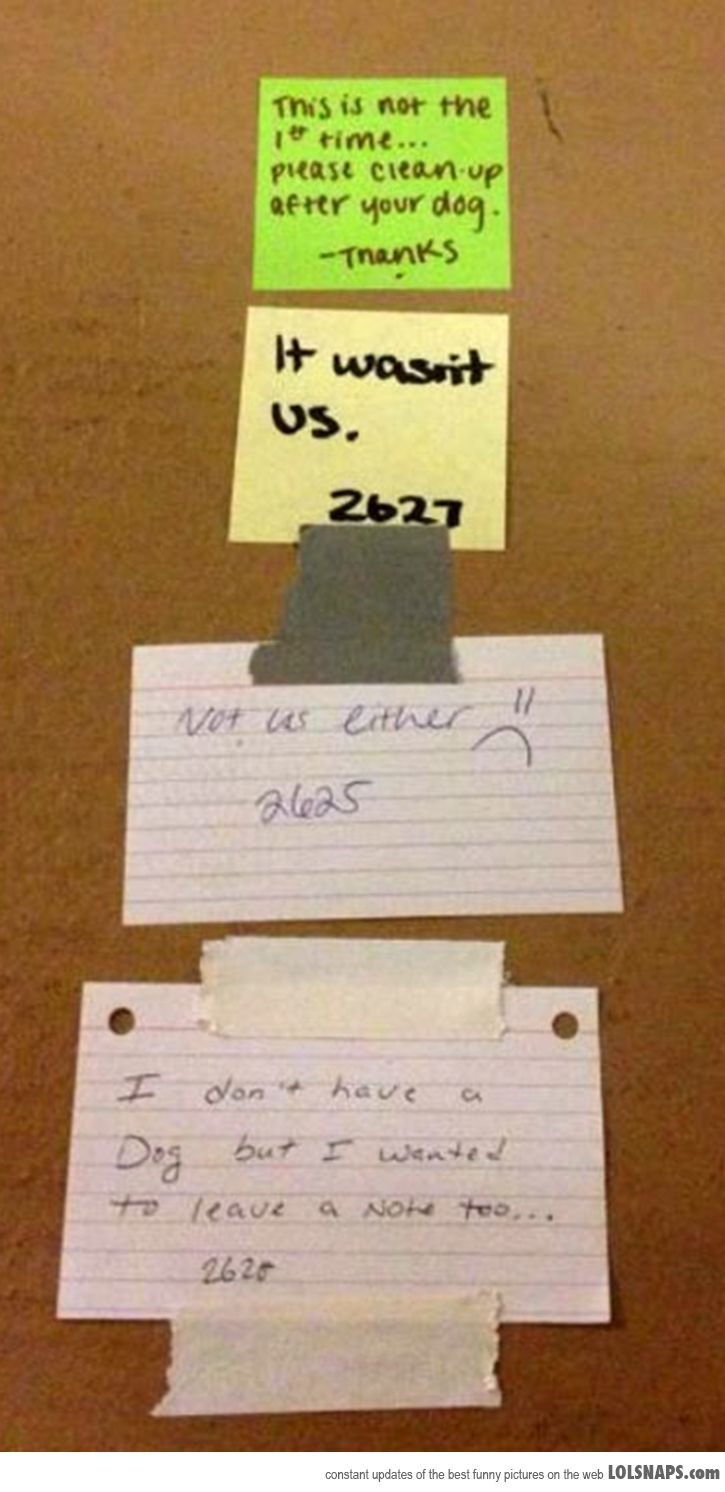 This is not the
1st time...
please clean-up
after your dog.
-Thanks
It wasn't
us.
2627
Not us either
2625
I don't have a
Dog but I wanted
to leave a Note too...
constant updates of the best funny pictures on the web LOLSNAPS.com